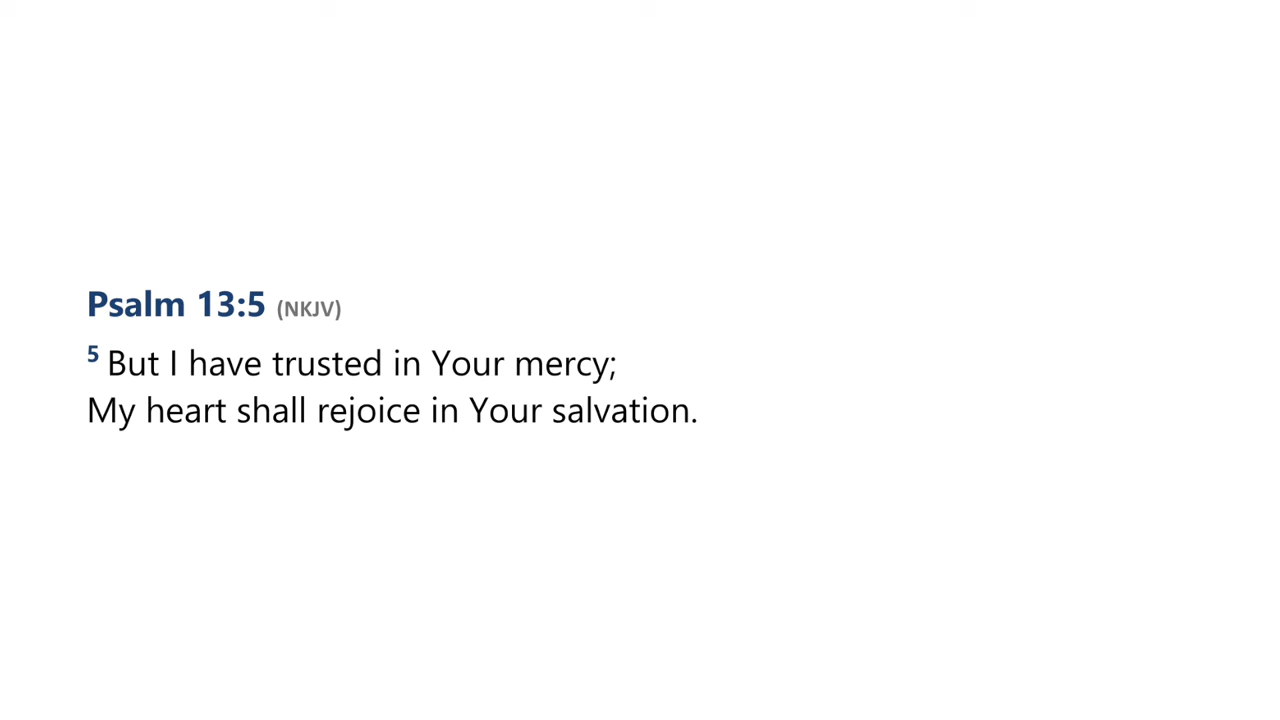 Psalm 13:5 (NKJV)
5 But I have trusted in Your mercy;
My heart shall rejoice in Your salvation.